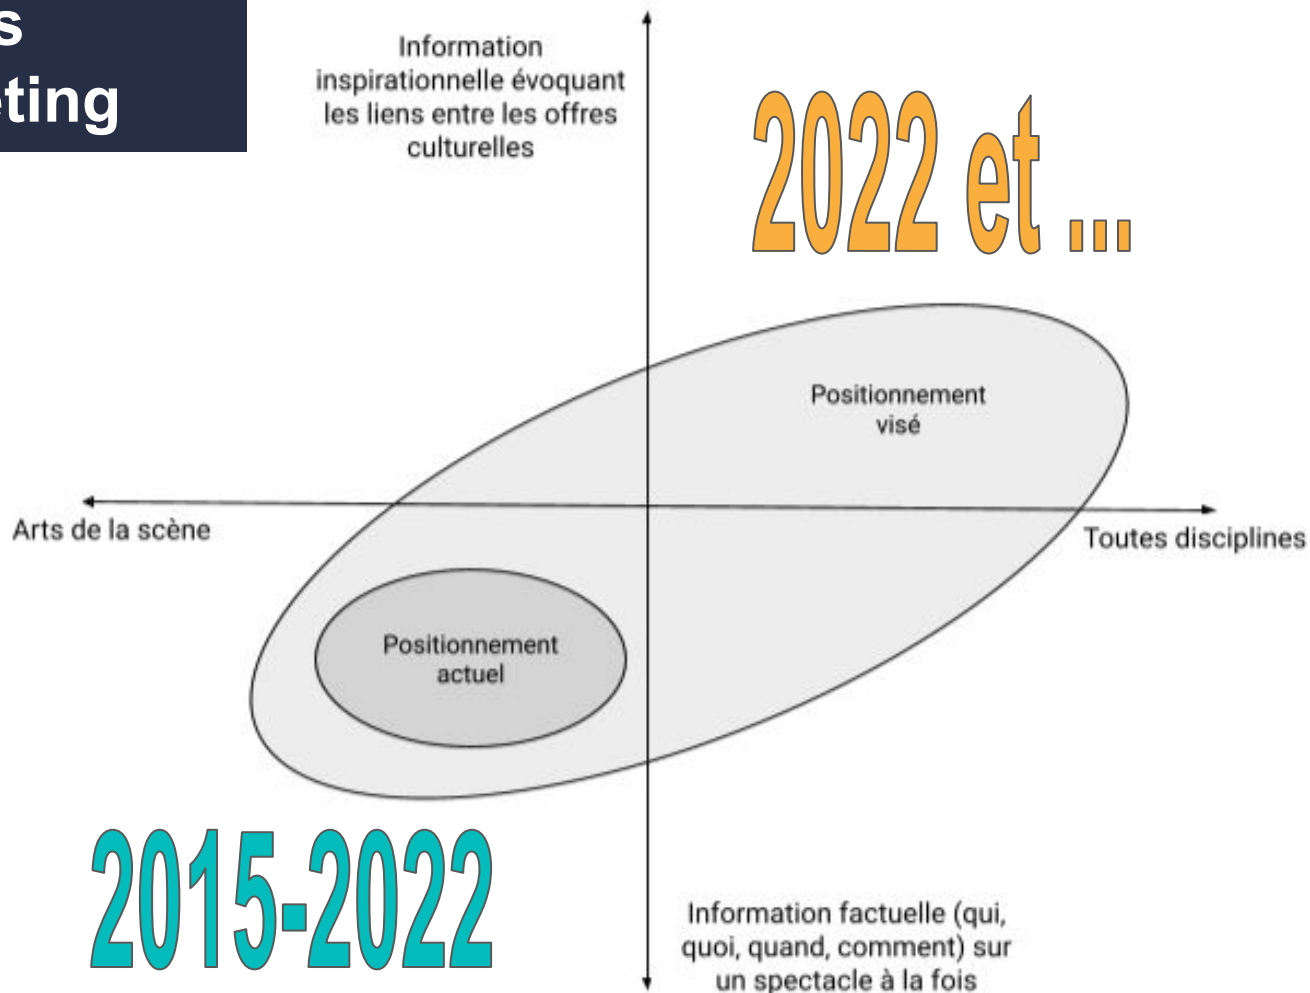 s
eting
Information
inspirationnelle évoquant
les liens entre les offres
culturelles
2022 et ...
Positionnement
visé
Arts de la scène
Toutes disciplines
Positionnement
actuel
2015-2022
Information factuelle (qui,
quoi, quand, comment) sur
un spectacle à la fois